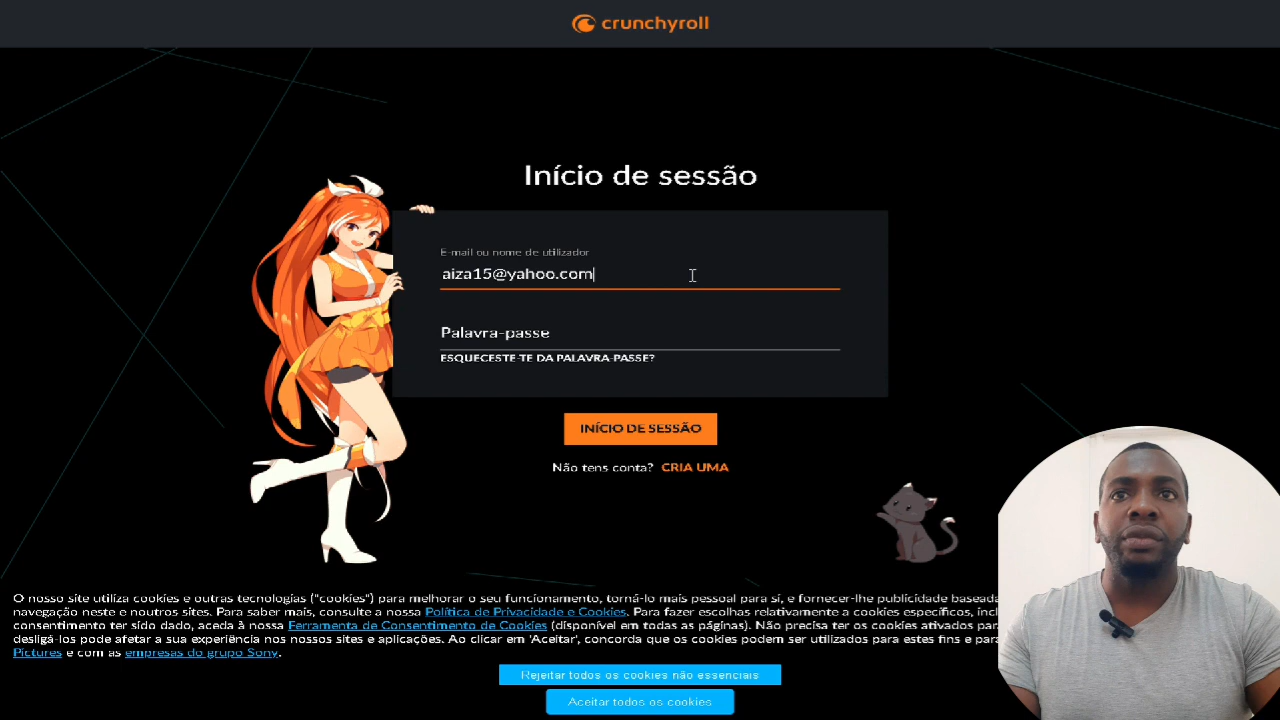 crunchyroll
Início de sessão
E-mail ou nome de utilizador
aiza15@yahoo.com
Palavra-passe
ESQUECESTE-TE DA PALAVRA-PASSE?
INÍCIO DE SESSÃO
Não tens conta? CRIA UMA
O nosso site utiliza cookies e outras tecnologias ("cookies") para melhorar o seu funcionamento, torná-lo mais pessoal para si, e fornecer-lhe publicidade baseada
navegação neste e noutros sites. Para saber mais, consulte a nossa Política de Privacidade e Cookies. Para fazer escolhas relativamente a cookies específicos, incl
consentimento ter sido dado, aceda à nossa Ferramenta de Consentimento de Cookies (disponível em todas as páginas). Não precisa ter os cookies ativados par
desligá-los pode afetar a sua experiência nos nossos sites e aplicações. Ao clicar em 'Aceitar', concorda que os cookies podem ser utilizados para estes fins e par
Pictures e com as empresas do grupo Sony.
Rejeitar todos os cookies não essenciais
Aceitar todos os cookies